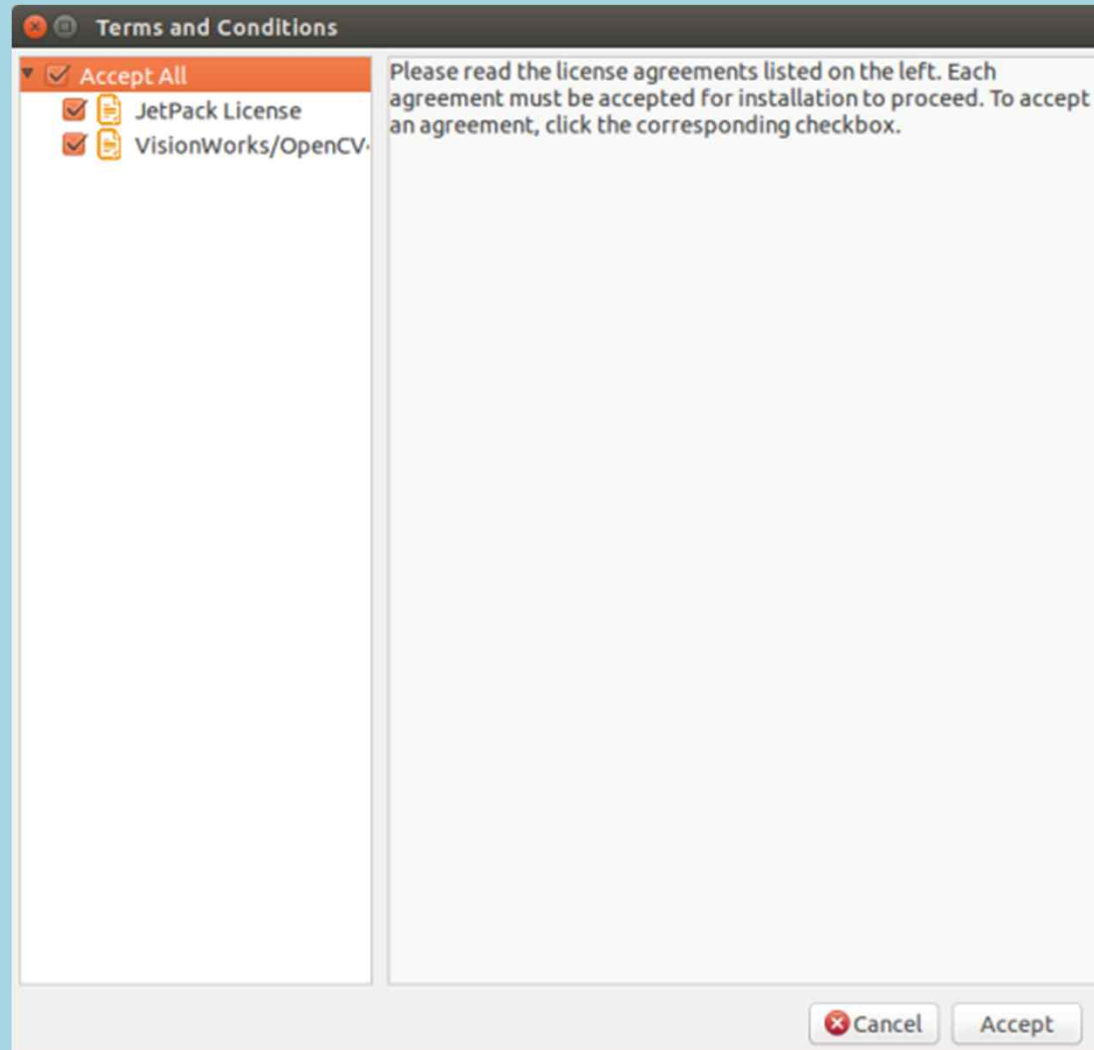 Terms and Conditions
Accept All
JetPack License
VisionWorks/OpenCV
Please read the license agreements listed on the left. Each
agreement must be accepted for installation to proceed. To accept
an agreement, click the corresponding checkbox.
Cancel
Accept